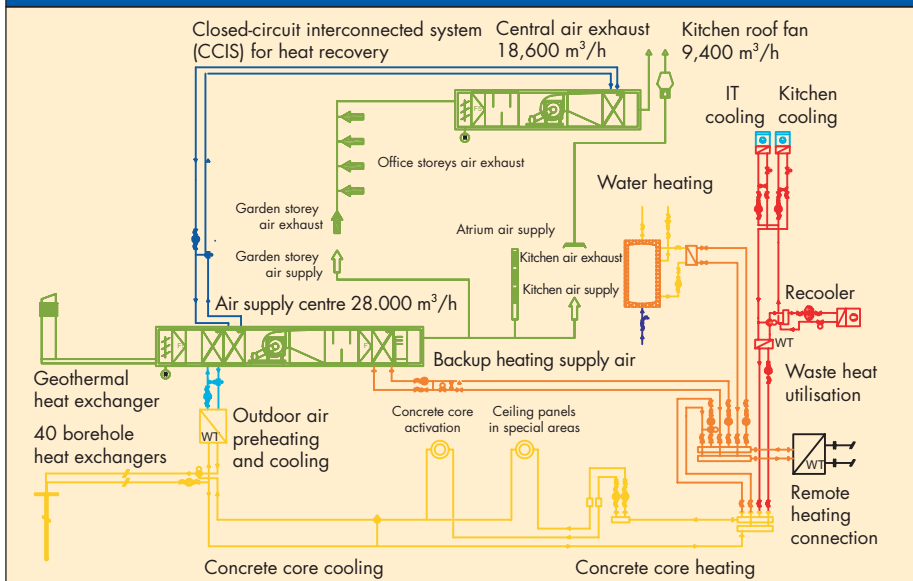 Closed-circuit interconnected system
(CCIS) for heat recovery
Central air exhaust
18,600 m³/h
Kitchen roof fan
9,400 m³/h
IT
cooling
Kitchen
cooling
Office storeys air exhaust
Water heating
Garden storey
air exhaust
Atrium air supply
Garden storey
air supply
Kitchen air exhaust
Kitchen air supply
Air supply centre 28.000 m³/h
Recooler
WT
Backup heating supply air
Geothermal
heat exchanger
Waste heat
utilisation
Concrete core
activation
Ceiling panels
in special areas
WT
Outdoor air
preheating
and cooling
40 borehole
heat exchangers
WT
Remote
heating
connection
Concrete core cooling
Concrete core heating